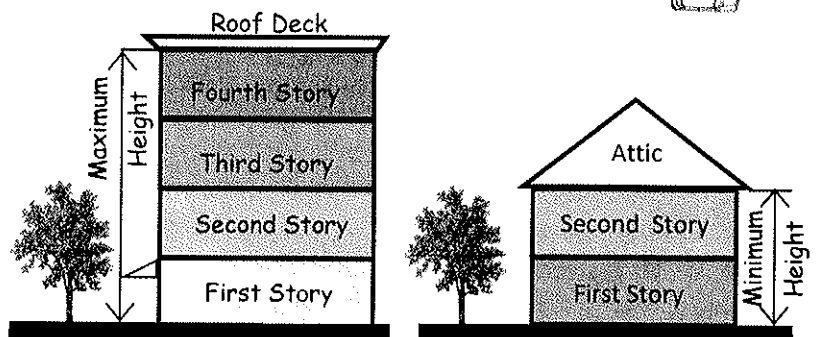 Roof Deck
Maximum
Height
Fourth Story
Third Story
Second Story
First Story
Attic
Second Story
First Story
Minimum
Height